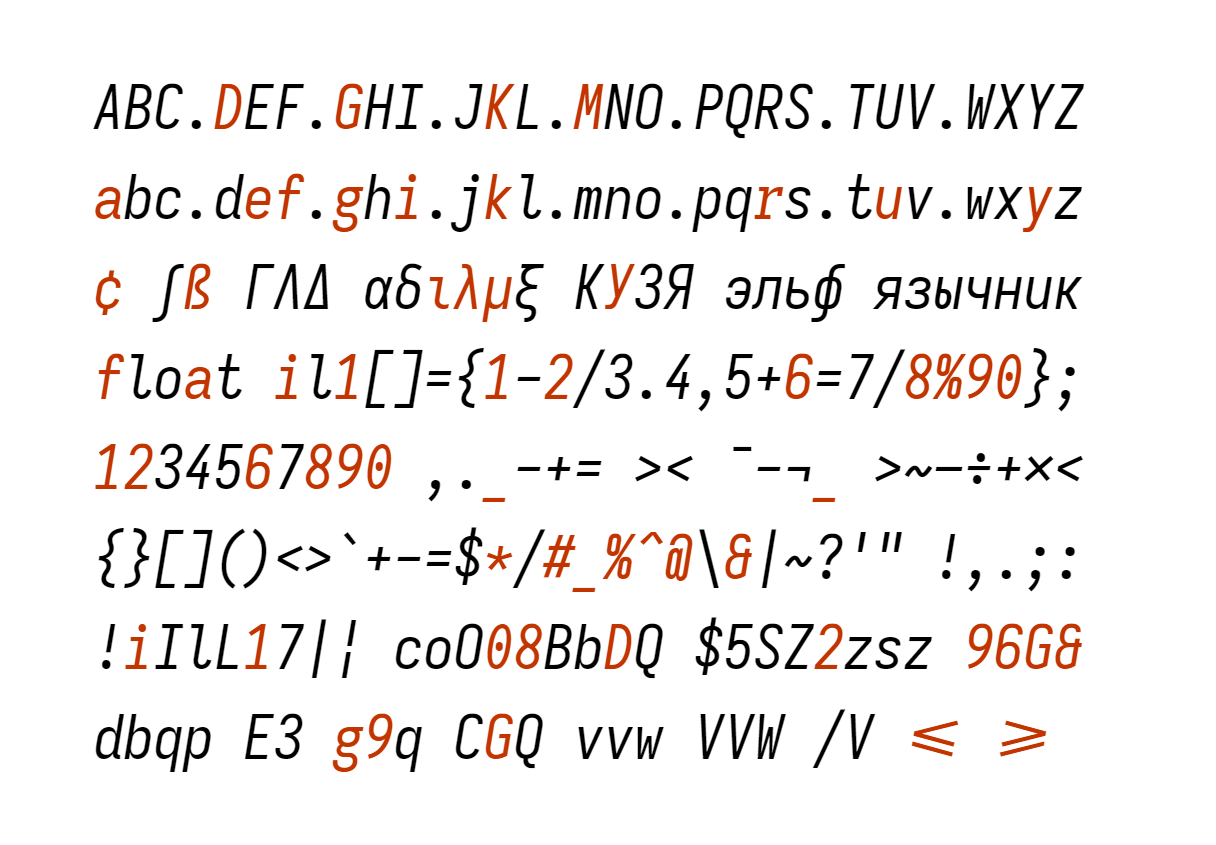 ABC.DEF.GHI.JKL.MNO.PQRS.TUV.WXYZ
abc.def.ghi.jkl.mno.pqrs.tuv.wxyz
¢ ʃß ΓΛΔ αδιλμξ КУЗЯ эльф язычник
float il1[]={1-2/3.4,5+6=7/8%90};
1234567890 ,._-+= >< ¯-¬_ >~–÷+×<
{}[]()<>`+-=$*/#_%^@\&|~?'" !,.;:
!iIlL17|¦ coO08BbDQ $5SZ2zsz 96G&
dbqp E3 g9q CGQ vvw VVW /V ⩽ ⩾